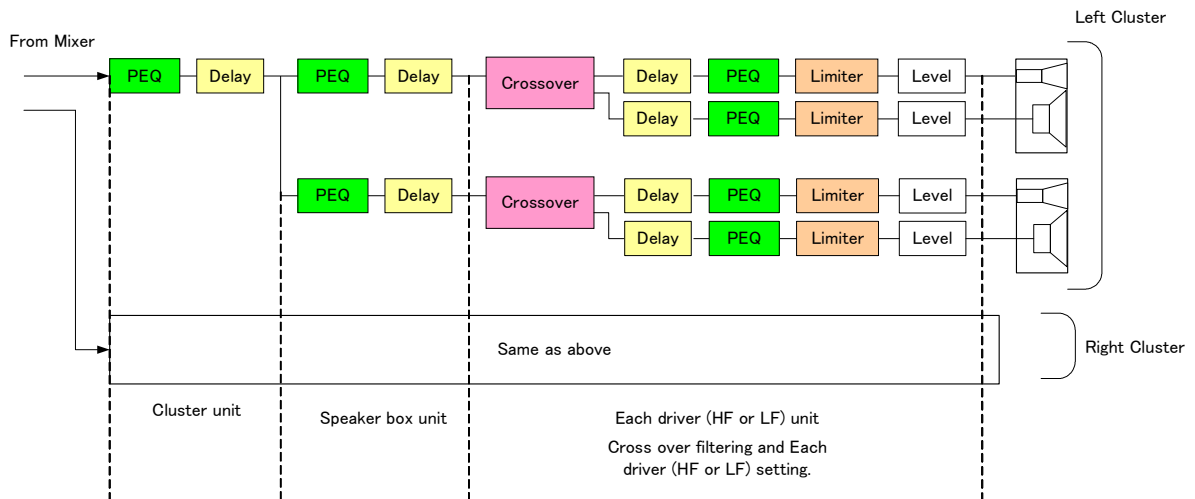 Left Cluster
From Mixer
PEQ Delay PEQ Delay Crossover Delay PEQ Limiter Level
Delay PEQ Limiter Level
PEQ Delay Crossover Delay PEQ Limiter Level
Delay PEQ Limiter Level
Same as above
Right Cluster
Cluster unit
Speaker box unit
Each driver (HF or LF) unit
Cross over filtering and Each
driver (HF or LF) setting.